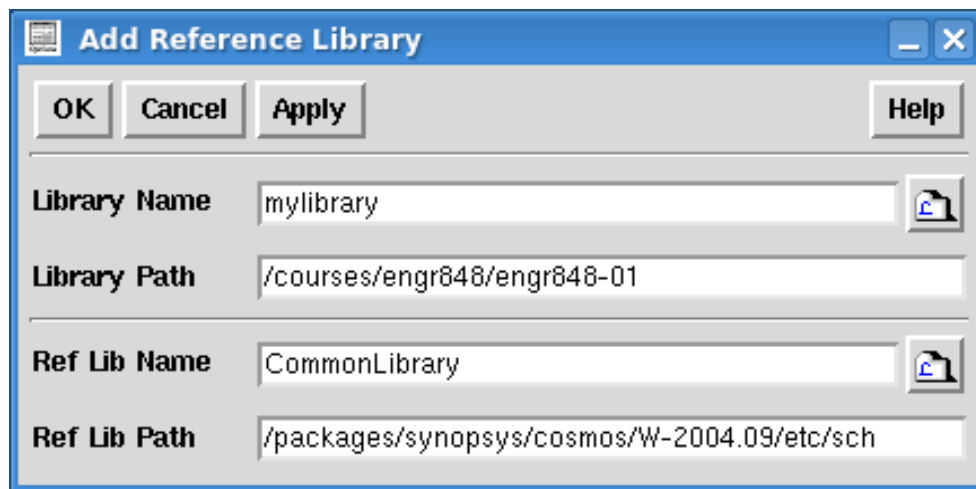 Add Reference Library
OK Cancel Apply Help
Library Name mylibrary
Library Path /courses/engr848/engr848-01
Ref Lib Name CommonLibrary
Ref Lib Path /packages/synopsys/cosmos/W-2004.09/etc/sch